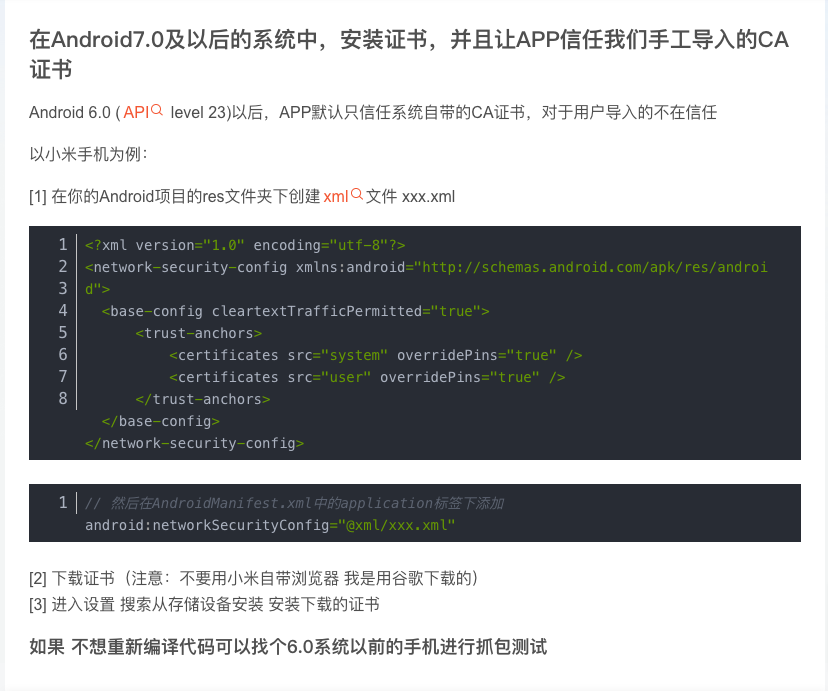 在Android7.0及以后的系统中，安装证书，并且让APP信任我们手工导入的CA
证书
Android 6.0 ( API level 23)以后，APP默认只信任系统自带的CA证书，对于用户导入的不在信任
以小米手机为例：
[1] 在你的Android项目的res文件夹下创建 xml 文件 xxx.xml
1 <?xml version="1.0" encoding="utf-8"?>
2 <network-security-config xmlns:android="http://schemas.android.com/apk/res/androi
3 d">
4 <base-config cleartextTrafficPermitted="true">
5 <trust-anchors>
6 <certificates src="system" overridePins="true" />
7 <certificates src="user" overridePins="true" />
8 </trust-anchors>
</base-config>
</network-security-config>
1 // 然后在AndroidManifest.xml中的application标签下添加
android:networkSecurityConfig="@xml/xxx.xml"
[2] 下载证书（注意：不要用小米自带浏览器 我是用谷歌下载的）
[3] 进入设置 搜索从存储设备安装 安装下载的证书
如果 不想重新编译代码可以找个6.0系统以前的手机进行抓包测试